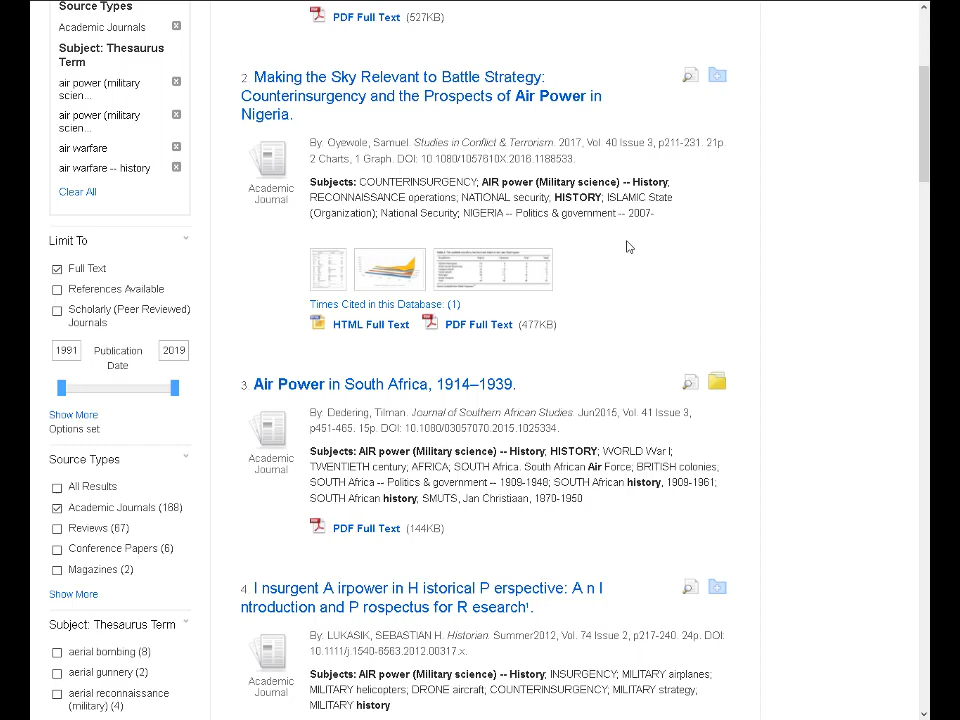 Source Types
Academic Journals
Subject: Thesaurus
Term
air power (military
scien...
air power (military
scien...
air warfare
air warfare -- history
Clear All
Limit To
Full Text
References Available
Scholarly (Peer Reviewed)
Journals
1991 Publication 2019
Date
Show More
Options set
Source Types
All Results
Academic Journals (168)
Reviews (67)
Conference Papers (6)
Magazines (2)
Show More
Subject: Thesaurus Term
aerial bombing (8)
aerial gunnery (2)
aerial reconnaissance
(military) (4)
PDF Full Text (527KB)
2. Making the Sky Relevant to Battle Strategy:
Counterinsurgency and the Prospects of Air Power in
Nigeria.
Academic
Journal
By: Oyewole, Samuel. Studies in Conflict & Terrorism. 2017, Vol. 40 Issue 3, p211-231. 21p.
2 Charts, 1 Graph. DOI: 10.1080/1057610X.2016.1188533.
Subjects: COUNTERINSURGENCY; AIR power (Military science) -- History;
RECONNAISSANCE operations; NATIONAL security; HISTORY; ISLAMIC State
(Organization); National Security; NIGERIA -- Politics & government -- 2007-
Times Cited in this Database: (1)
HTML Full Text PDF Full Text (477KB)
3. Air Power in South Africa, 1914–1939.
Academic
Journal
By: Dedering, Tilman. Journal of Southern African Studies. Jun2015, Vol. 41 Issue 3,
p451-465. 15p. DOI: 10.1080/03057070.2015.1025334.
Subjects: AIR power (Military science) -- History; HISTORY; WORLD War I;
TWENTIETH century; AFRICA; SOUTH Africa. South African Air Force; BRITISH colonies;
SOUTH Africa -- Politics & government -- 1909-1948; SOUTH African history, 1909-1961;
SOUTH African history; SMUTS, Jan Christiaan, 1870-1950
PDF Full Text (144KB)
4. I nsurgent A irpower in H istorical P erspective: A n I
ntroduction and P rospectus for R esearch¹.
Academic
Journal
By: LUKASIK, SEBASTIAN H. Historian. Summer2012, Vol. 74 Issue 2, p217-240. 24p. DOI:
10.1111/j.1540-6563.2012.00317.x.
Subjects: AIR power (Military science) -- History; INSURGENCY; MILITARY airplanes;
MILITARY helicopters; DRONE aircraft; COUNTERINSURGENCY; MILITARY strategy;
MILITARY history